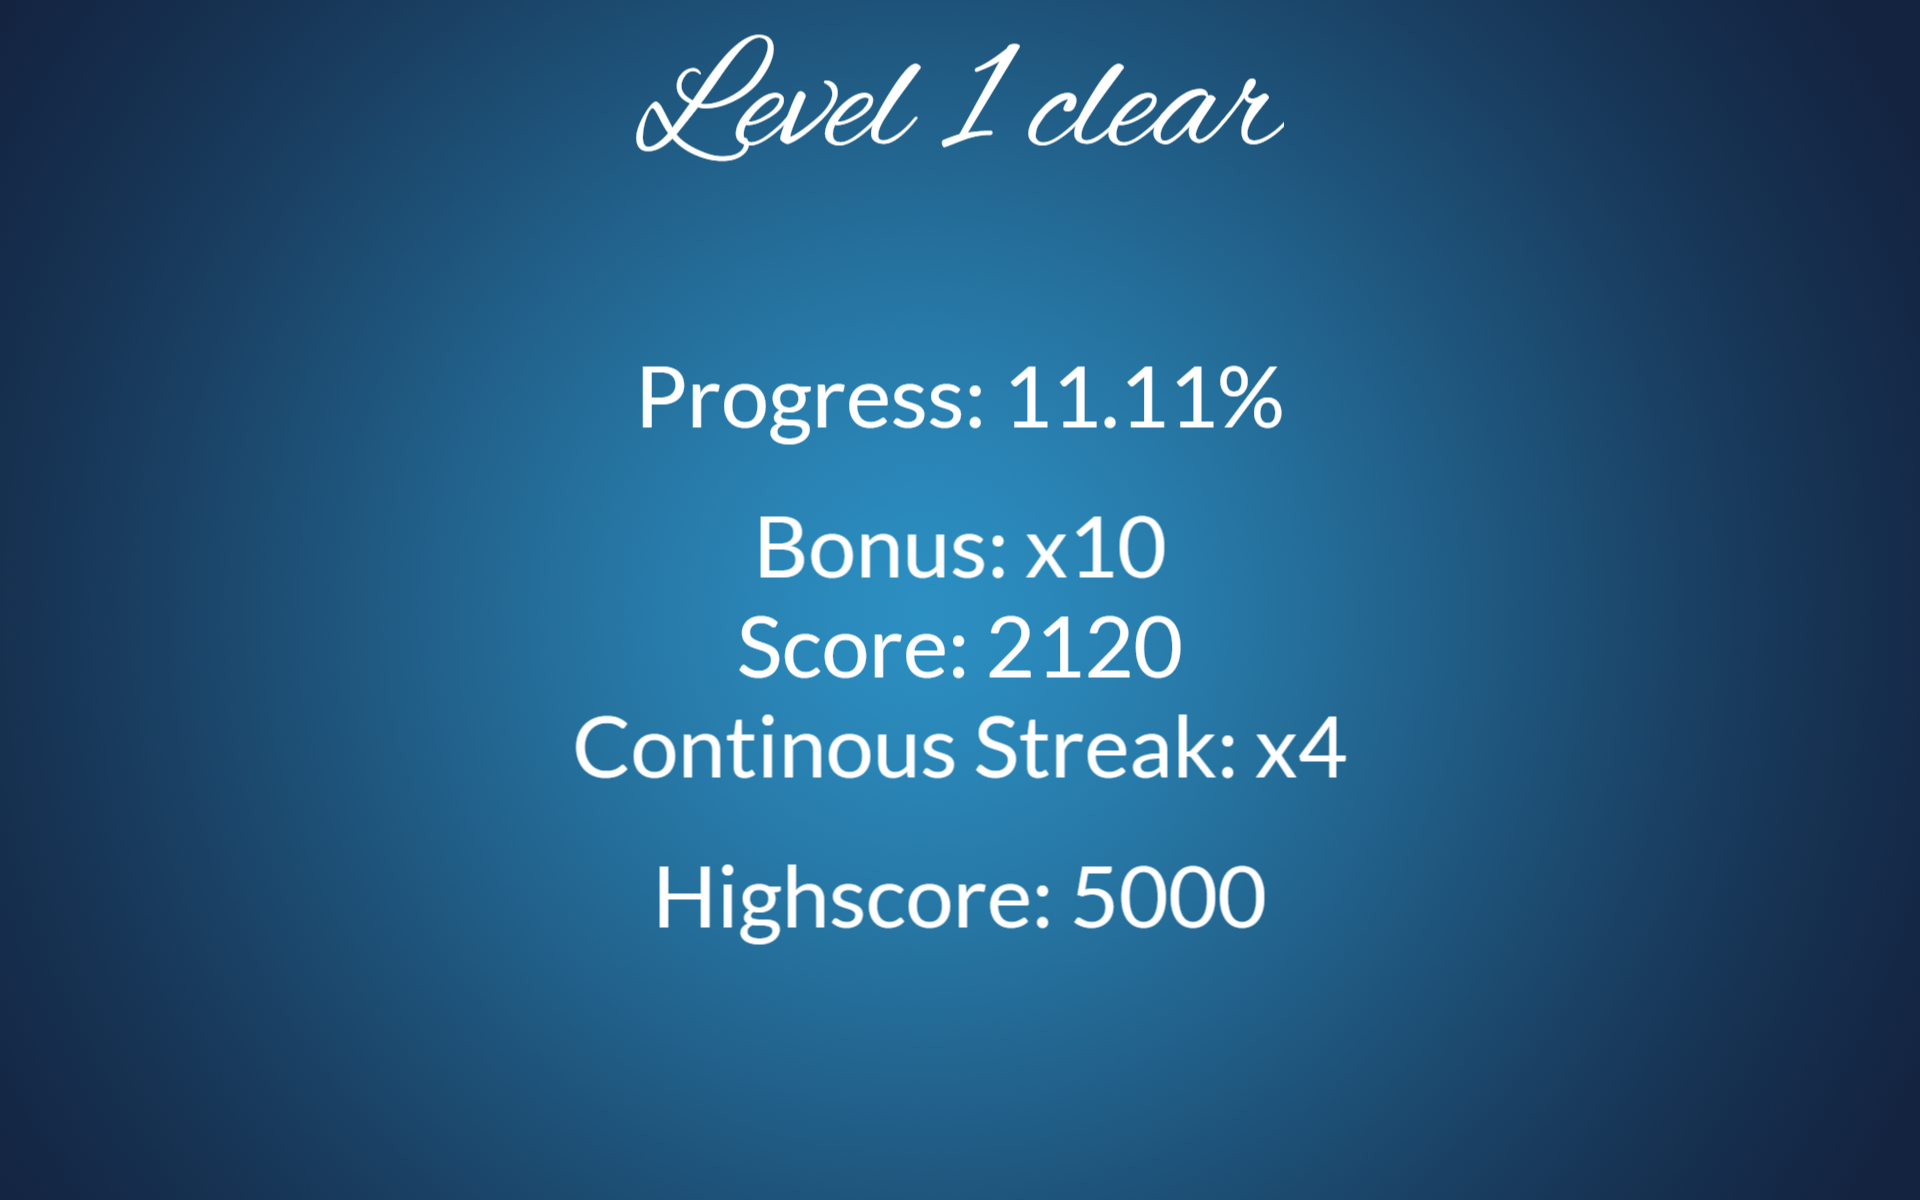 Level 1 clear
Progress: 11.11%
Bonus: x10
Score: 2120
Continous Streak: x4
Highscore: 5000